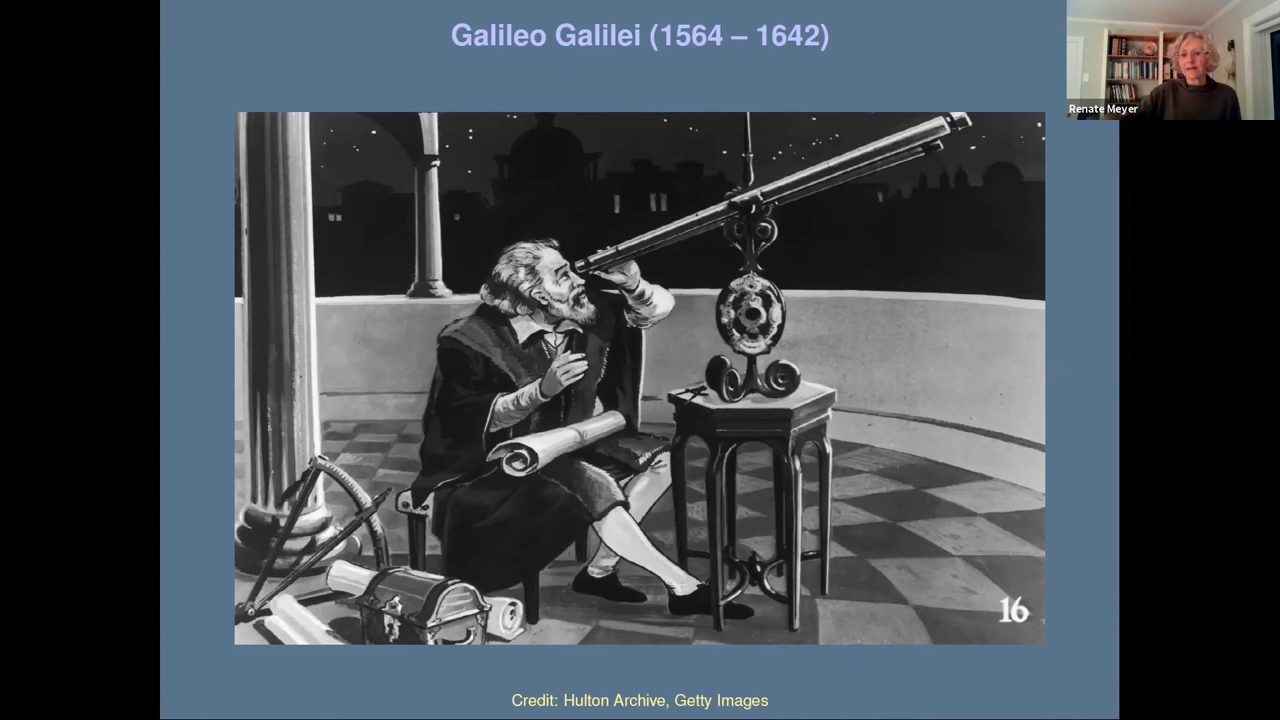 Galileo Galilei (1564 – 1642)
Renate Meyer
16
Credit: Hulton Archive, Getty Images